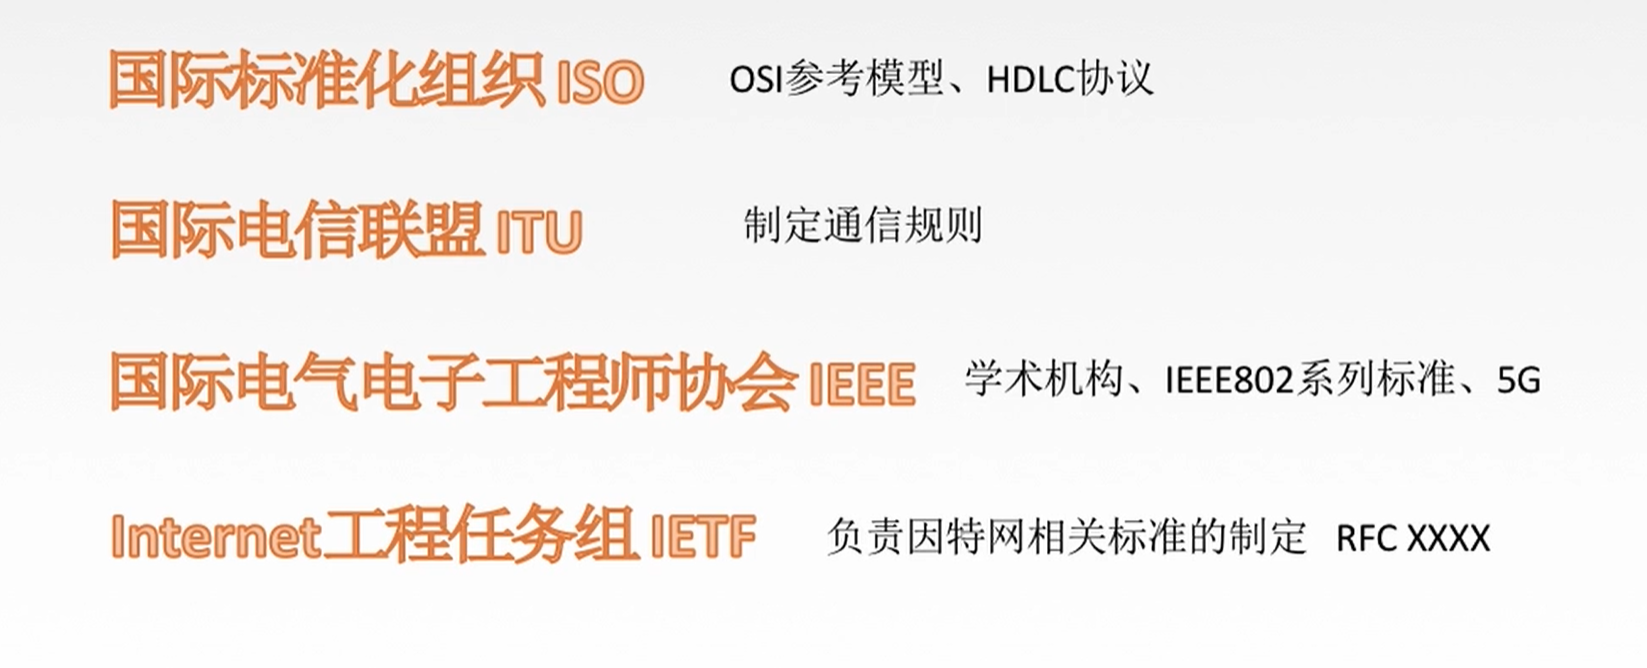 国际标准化组织 ISO OSI参考模型、HDLC协议
国际电信联盟 ITU 制定通信规则
国际电气电子工程师协会 IEEE 学术机构、IEEE802系列标准、5G
Internet工程任务组 IETF 负责因特网相关标准的制定 RFC XXXX